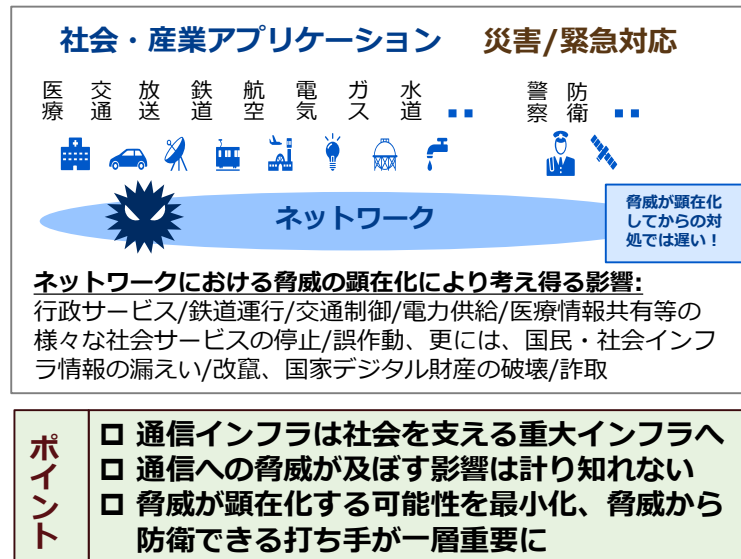 社会・産業アプリケーション 災害/緊急対応
医療 交通 放送 鉄道 航空 電気 ガス 水道 ‥ 警察 防衛 ‥
ネットワーク
脅威が顕在化
してからの対
処では遅い！
ネットワークにおける脅威の顕在化により考え得る影響:
行政サービス/鉄道運行/交通制御/電力供給/医療情報共有等の
様々な社会サービスの停止/誤作動、更には、国民・社会インフ
ラ情報の漏えい/改竄、国家デジタル財産の破壊/詐取
ポイント
通信インフラは社会を支える重大インフラへ
通信への脅威が及ぼす影響は計り知れない
脅威が顕在化する可能性を最小化、脅威から
防衛できる打ち手が一層重要に